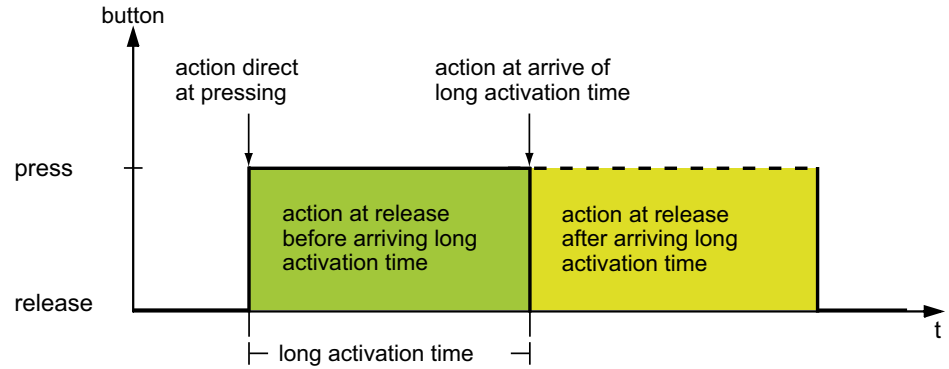 button
action direct
at pressing
action at arrive of
long activation time
press
action at release
before arriving long
activation time
action at release
after arriving long
activation time
release
t
long activation time